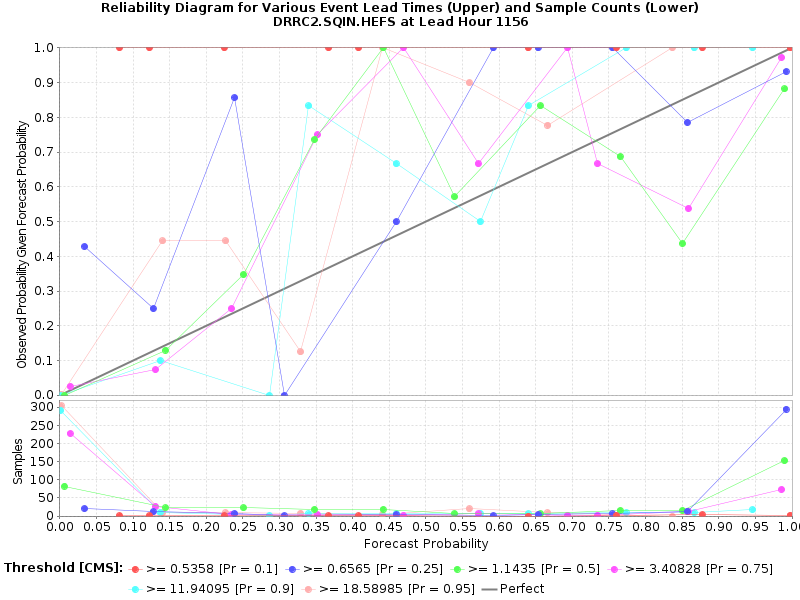 Reliability Diagram for Various Event Lead Times (Upper) and Sample Counts (Lower)
DRRC2.SQIN.HEFS at Lead Hour 1156
Observed Probability Given Forecast Probability
1.0
0.9
0.8
0.7
0.6
0.5
0.4
0.3
0.2
0.1
0.0
Samples
300
250
200
150
100
50
0
0.00 0.05 0.10 0.15 0.20 0.25 0.30 0.35 0.40 0.45 0.50 0.55 0.60 0.65 0.70 0.75 0.80 0.85 0.90 0.95 1.00
Forecast Probability
Threshold [CMS]: >= 0.5358 [Pr = 0.1] >= 0.6565 [Pr = 0.25] >= 1.1435 [Pr = 0.5] >= 3.40828 [Pr = 0.75]
>= 11.94095 [Pr = 0.9] >= 18.58985 [Pr = 0.95] Perfect